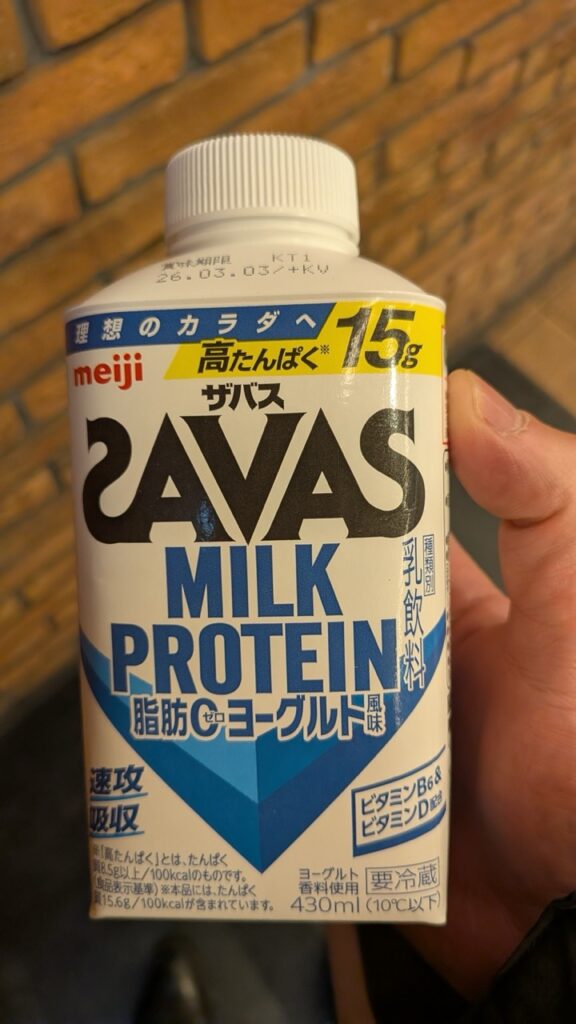 賞味期限 KT1
26.03.03/+KV
理想のカラダへ
高たんぱく※ 15g
meiji
ザバス
SAVAS
MILK
PROTEIN
種類別
乳飲料
脂肪0ゼロヨーグルト風味
速攻
吸収
ビタミンB6&
ビタミンD配合
※「高たんぱく」とは、たんぱく
質8.5g以上/100kcalのものです。
(食品表示基準)※本品には、たんぱく
質15.6g/100kcalが含まれています。
ヨーグルト
香料使用
要冷蔵
430ml (10℃以下)